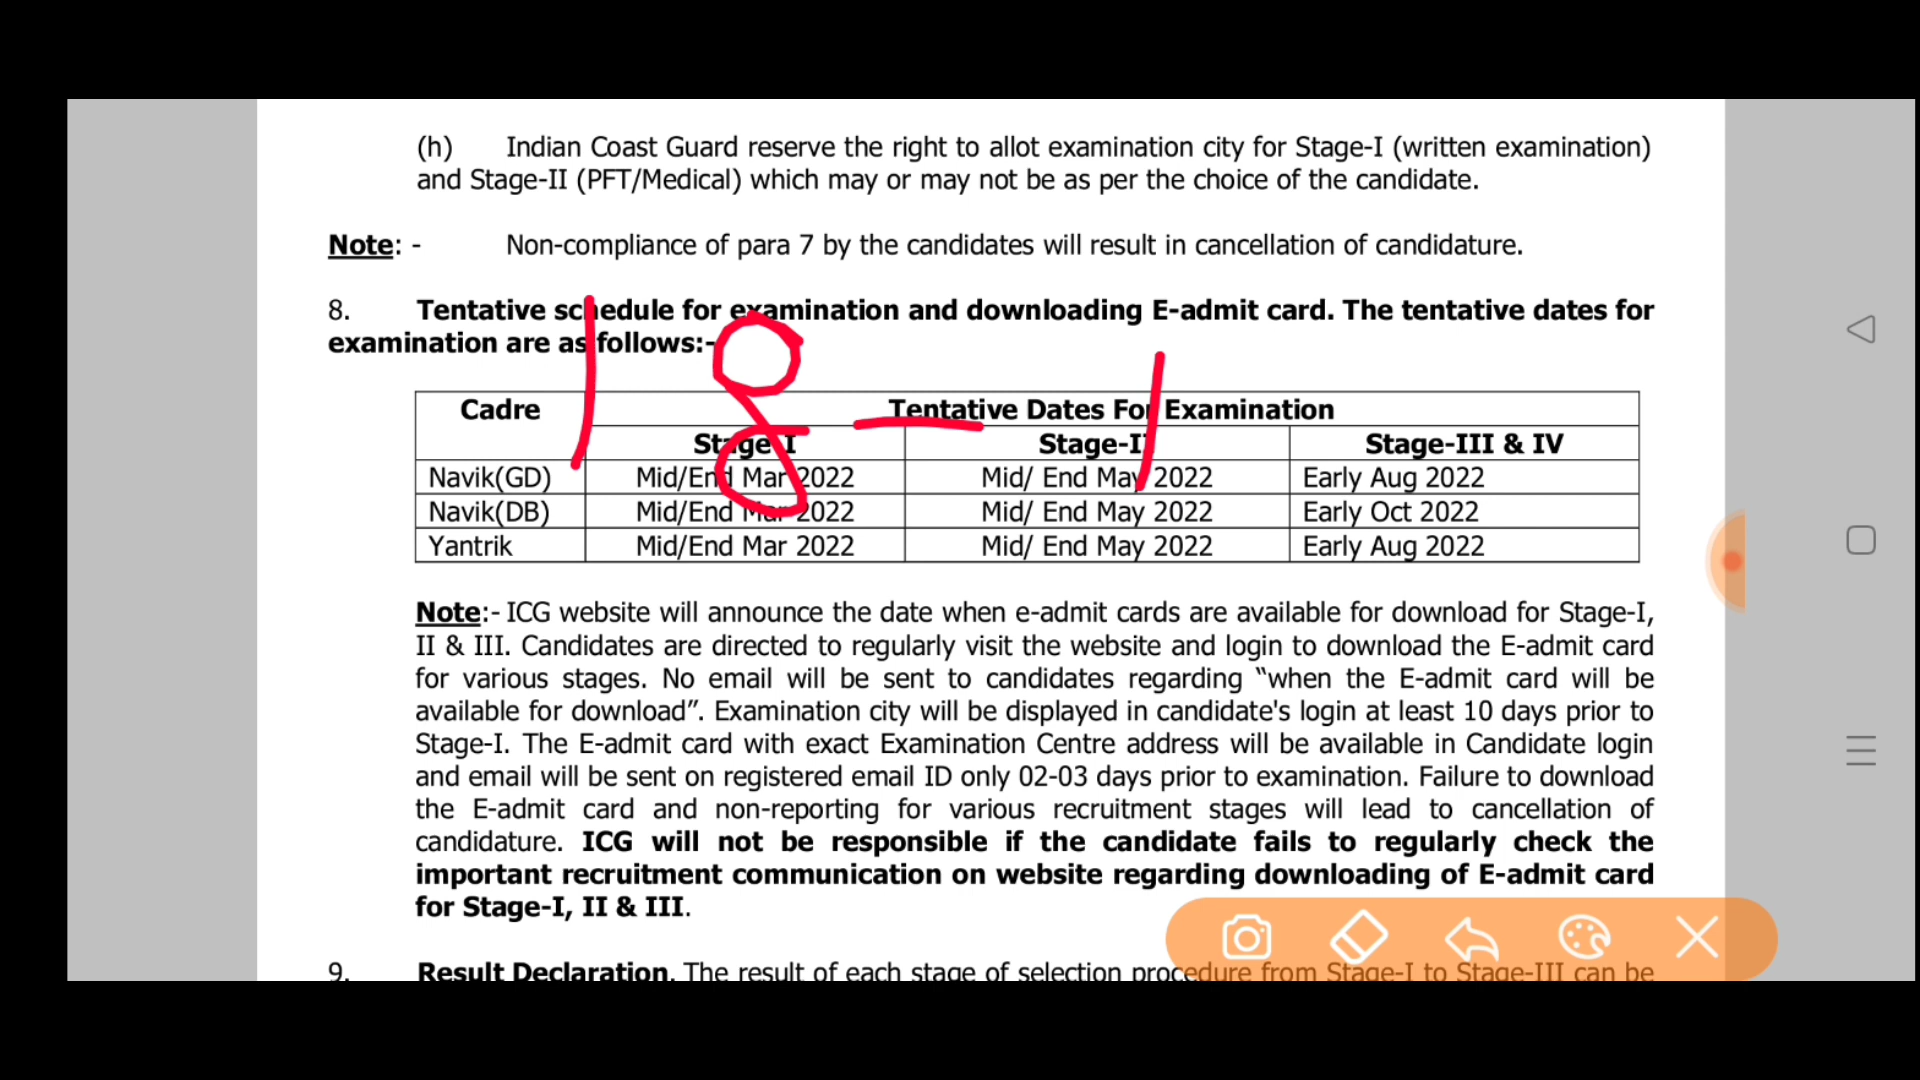 (h) Indian Coast Guard reserve the right to allot examination city for Stage-I (written examination)
and Stage-II (PFT/Medical) which may or may not be as per the choice of the candidate.
Note: - Non-compliance of para 7 by the candidates will result in cancellation of candidature.
8. Tentative schedule for examination and downloading E-admit card. The tentative dates for
examination are as follows:-
18-1
Cadre Tentative Dates For Examination
Stage-I Stage-II Stage-III & IV
Navik(GD) Mid/End Mar 2022 Mid/ End May 2022 Early Aug 2022
Navik(DB) Mid/End Mar 2022 Mid/ End May 2022 Early Oct 2022
Yantrik Mid/End Mar 2022 Mid/ End May 2022 Early Aug 2022
Note:- ICG website will announce the date when e-admit cards are available for download for Stage-I,
II & III. Candidates are directed to regularly visit the website and login to download the E-admit card
for various stages. No email will be sent to candidates regarding “when the E-admit card will be
available for download”. Examination city will be displayed in candidate's login at least 10 days prior to
Stage-I. The E-admit card with exact Examination Centre address will be available in Candidate login
and email will be sent on registered email ID only 02-03 days prior to examination. Failure to download
the E-admit card and non-reporting for various recruitment stages will lead to cancellation of
candidature. ICG will not be responsible if the candidate fails to regularly check the
important recruitment communication on website regarding downloading of E-admit card
for Stage-I, II & III.
9. Result Declaration. The result of each stage of selection procedure from Stage-I to Stage-III can be